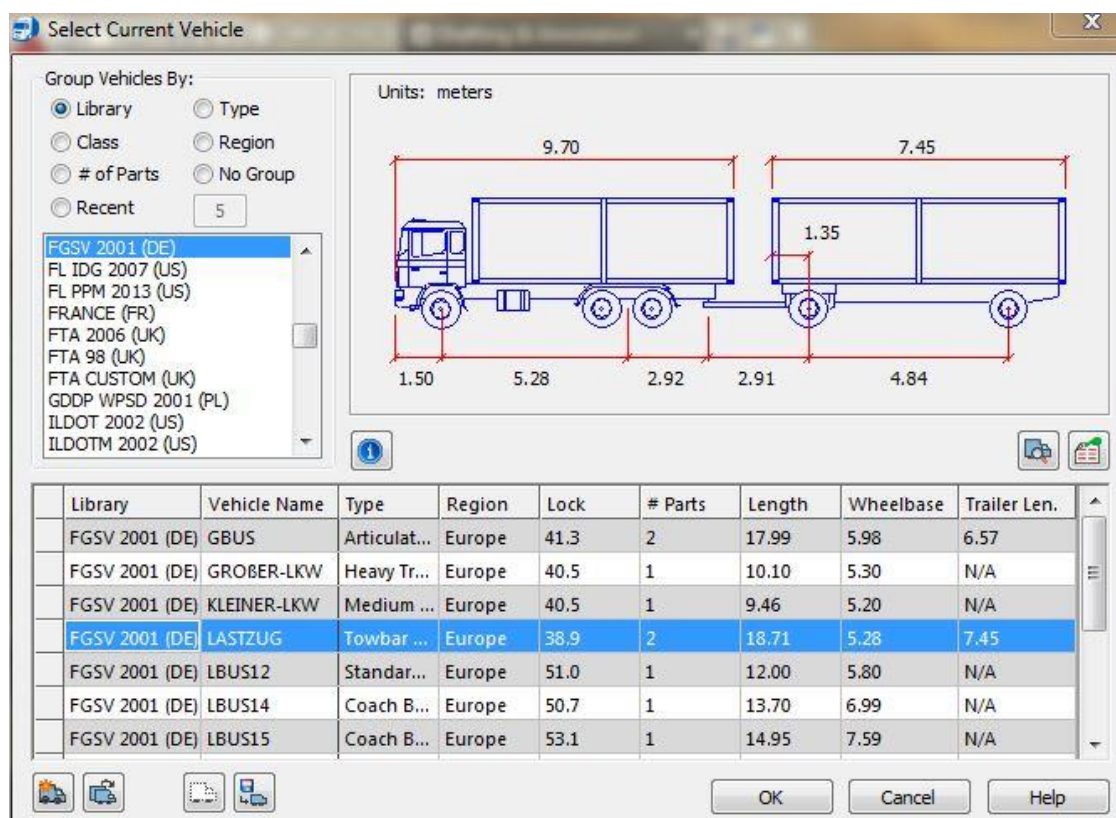 Select Current Vehicle
Group Vehicles By:
Library Type
Class Region
# of Parts No Group
Recent 5
FGSV 2001 (DE)
FL IDG 2007 (US)
FL PPM 2013 (US)
FRANCE (FR)
FTA 2006 (UK)
FTA 98 (UK)
FTA CUSTOM (UK)
GDDP WPSD 2001 (PL)
ILDOT 2002 (US)
ILDOTM 2002 (US)
Units: meters
9.70 7.45
1.35
1.50 5.28 2.92 2.91 4.84
Library Vehicle Name Type Region Lock # Parts Length Wheelbase Trailer Len.
FGSV 2001 (DE) GBUS Articulat... Europe 41.3 2 17.99 5.98 6.57
FGSV 2001 (DE) GROßER-LKW Heavy Tr... Europe 40.5 1 10.10 5.30 N/A
FGSV 2001 (DE) KLEINER-LKW Medium ... Europe 40.5 1 9.46 5.20 N/A
FGSV 2001 (DE) LASTZUG Towbar ... Europe 38.9 2 18.71 5.28 7.45
FGSV 2001 (DE) LBUS12 Standar... Europe 51.0 1 12.00 5.80 N/A
FGSV 2001 (DE) LBUS14 Coach B... Europe 50.7 1 13.70 6.99 N/A
FGSV 2001 (DE) LBUS15 Coach B... Europe 53.1 1 14.95 7.59 N/A
OK Cancel Help